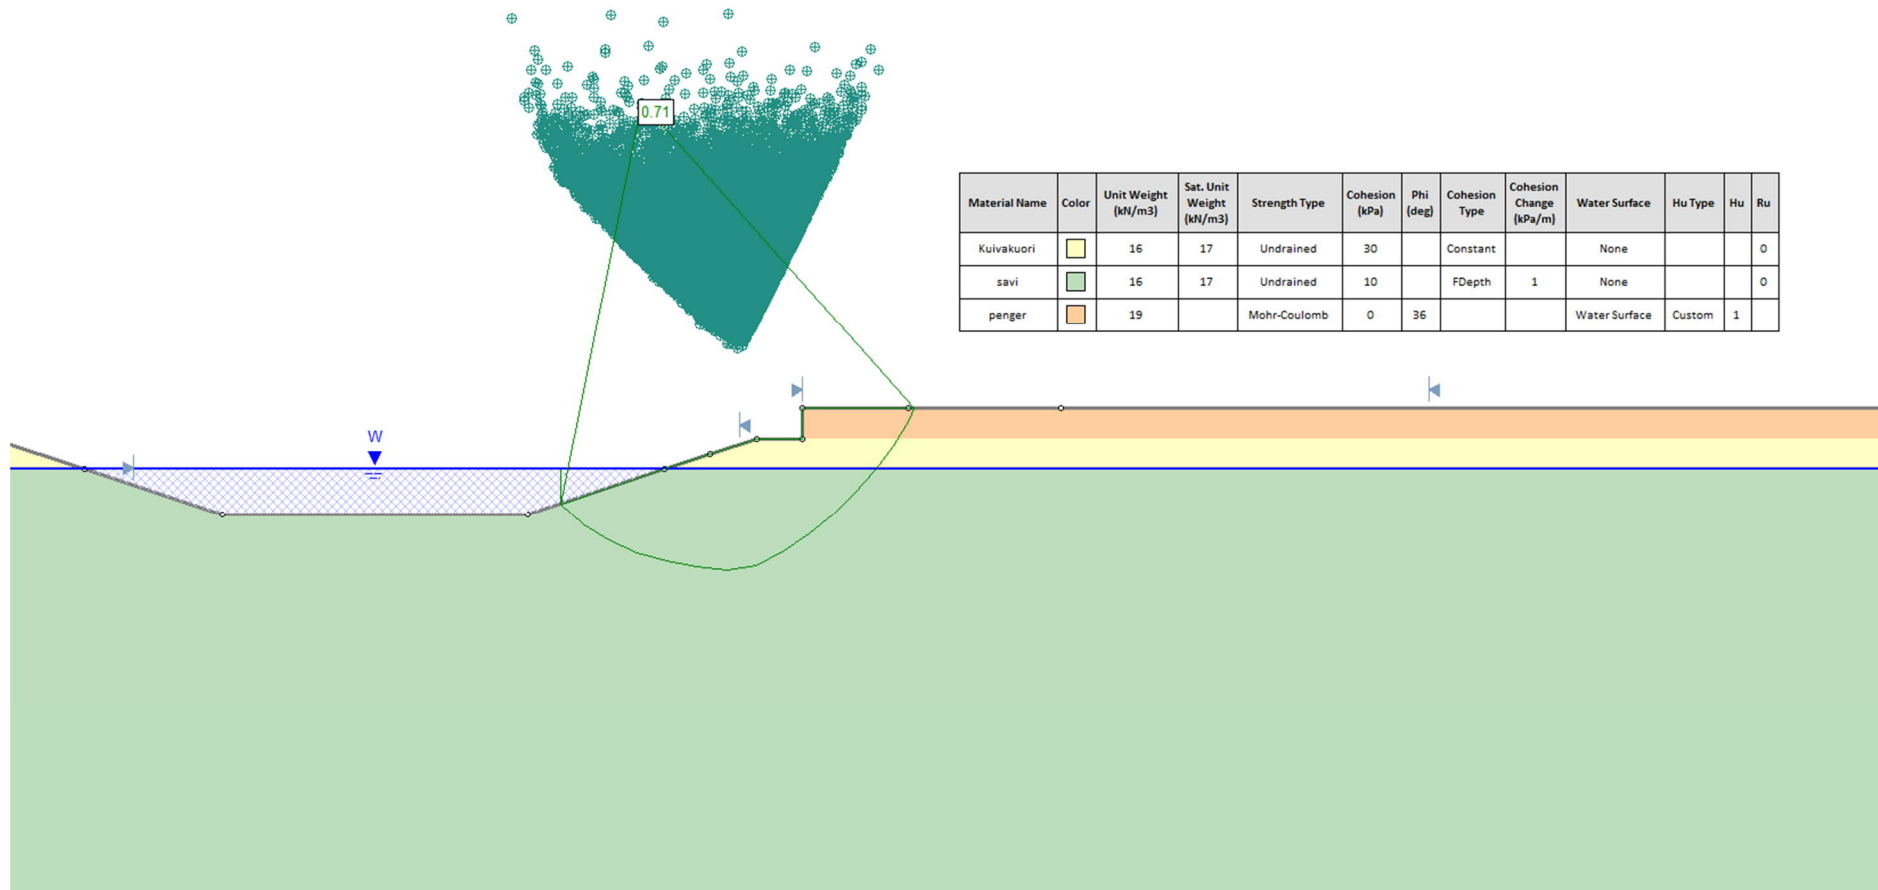 0.71
Material Name Color Unit Weight (kN/m3) Sat. Unit Weight (kN/m3) Strength Type Cohesion (kPa) Phi (deg) Cohesion Type Cohesion Change (kPa/m) Water Surface Hu Type Hu Ru
Kuivakuori 16 17 Undrained 30 Constant None 0
savi 16 17 Undrained 10 FDepth 1 None 0
penger 19 Mohr-Coulomb 0 36 Water Surface Custom 1
W